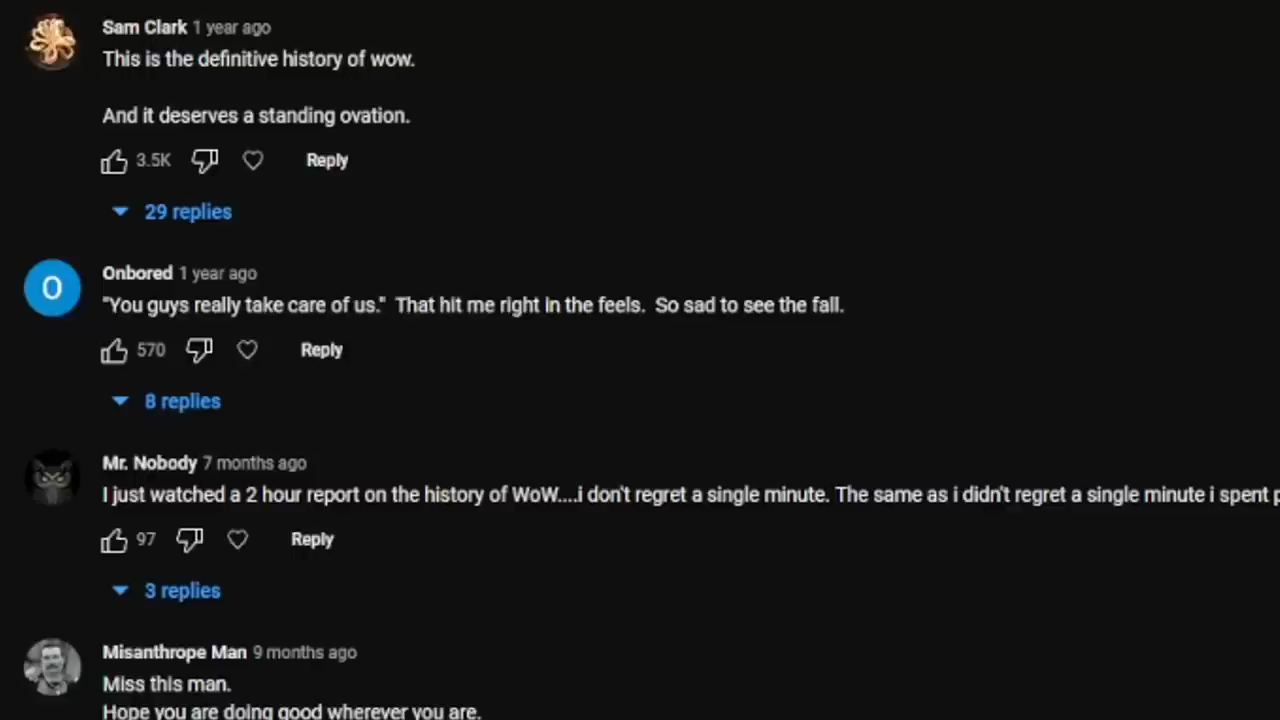 Sam Clark 1 year ago
This is the definitive history of wow.
And it deserves a standing ovation.
3.5K Reply
29 replies
O
Onbored 1 year ago
"You guys really take care of us."  That hit me right in the feels.  So sad to see the fall.
570 Reply
8 replies
Mr. Nobody 7 months ago
I just watched a 2 hour report on the history of WoW....i don't regret a single minute. The same as i didn't regret a single minute i spent
97 Reply
3 replies
Misanthrope Man 9 months ago
Miss this man.
Hope you are doing good wherever you are.